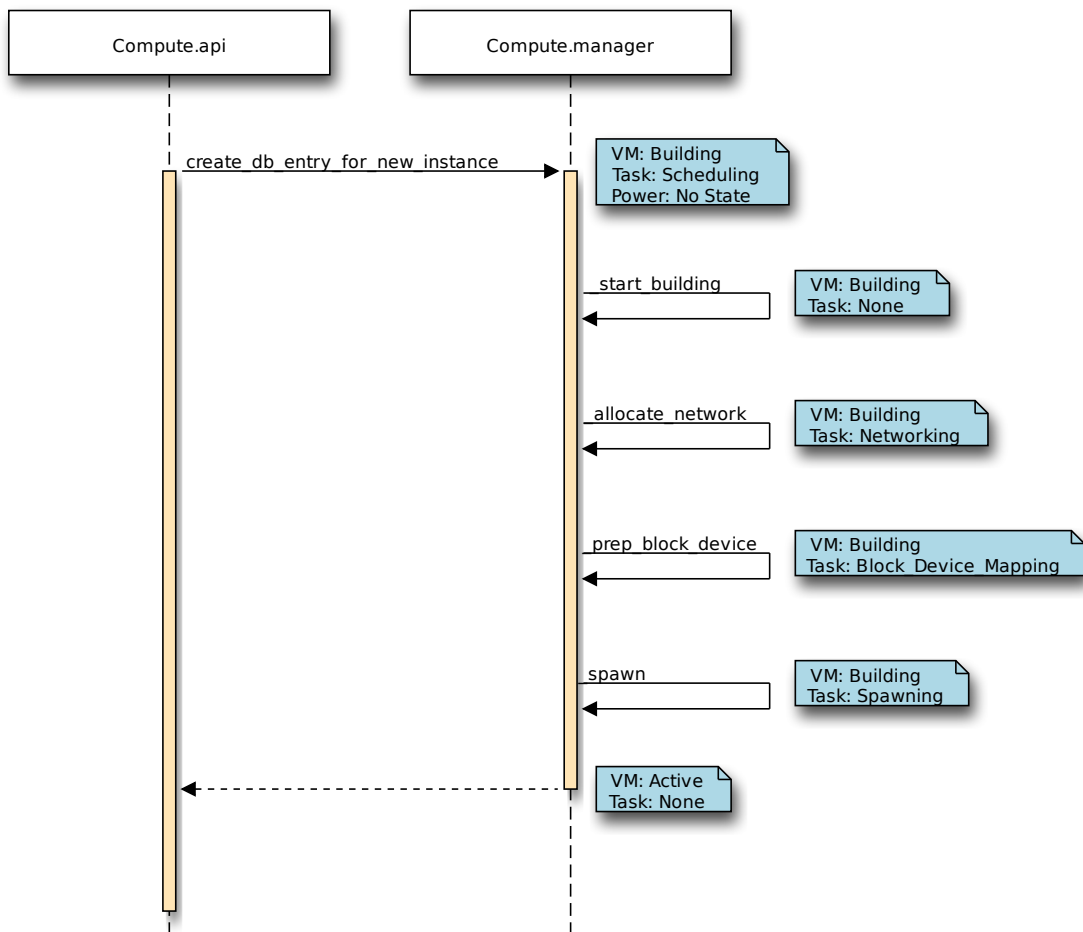 Compute.api
Compute.manager
create_db_entry_for_new_instance
VM: Building
Task: Scheduling
Power: No State
_start_building
VM: Building
Task: None
_allocate_network
VM: Building
Task: Networking
_prep_block_device
VM: Building
Task: Block_Device_Mapping
spawn
VM: Building
Task: Spawning
VM: Active
Task: None